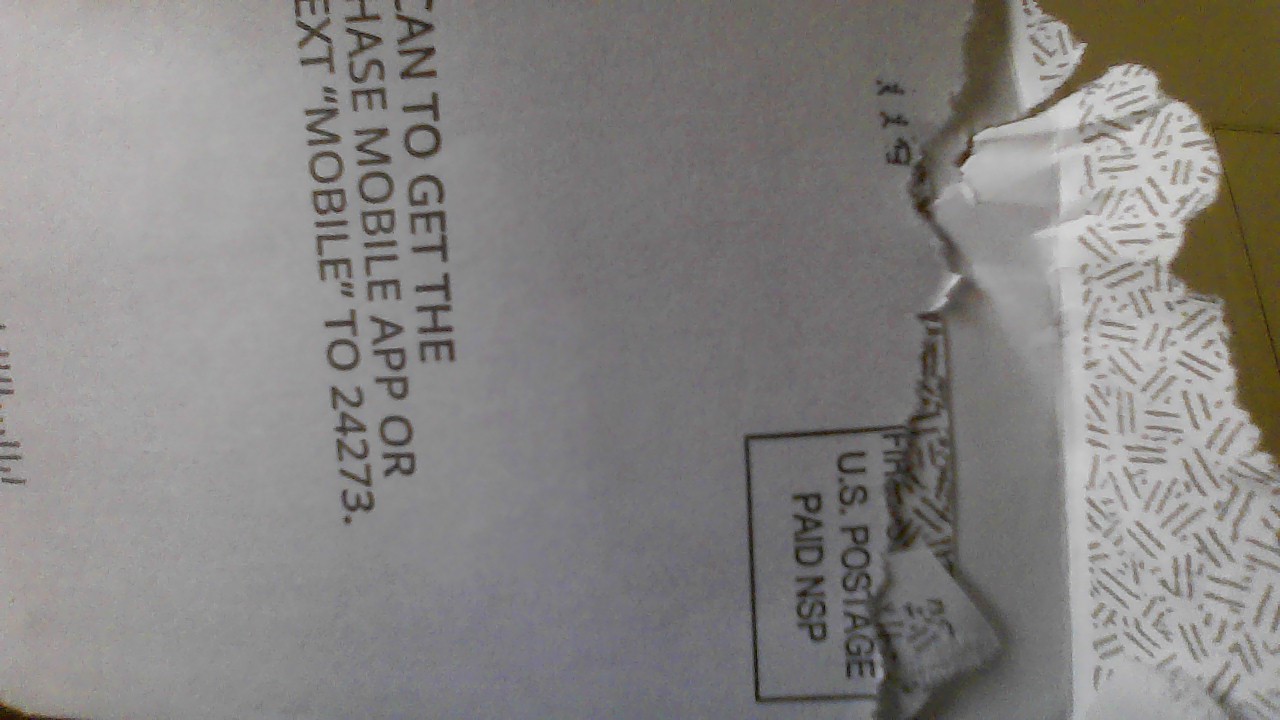 CAN TO GET THE
HASE MOBILE APP OR
EXT "MOBILE" TO 24273.
U.S. POSTAGE
PAID NSP